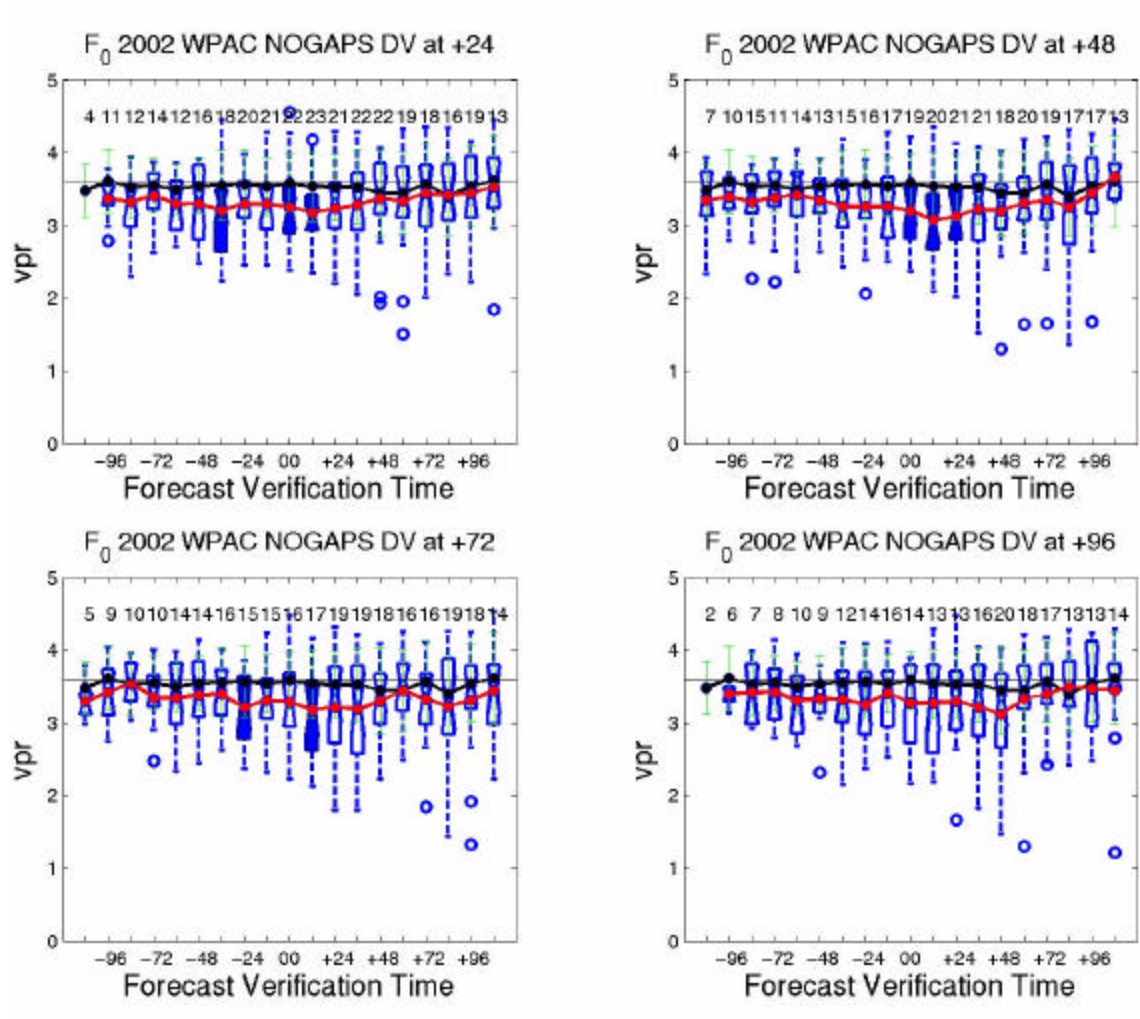 F0 2002 WPAC NOGAPS DV at +24
5
4 11 12 14 12 16 18 20 21 22 23 21 22 22 19 18 16 19 13
4
3
2
1
0
vpr
−96 −72 −48 −24 00 +24 +48 +72 +96
Forecast Verification Time
F0 2002 WPAC NOGAPS DV at +48
5
7 10 15 11 14 13 15 16 17 19 20 21 21 18 20 19 17 17 13
4
3
2
1
0
vpr
−96 −72 −48 −24 00 +24 +48 +72 +96
Forecast Verification Time
F0 2002 WPAC NOGAPS DV at +72
5
5 9 10 10 14 14 16 15 15 16 17 19 19 18 16 16 19 18 14
4
3
2
1
0
vpr
−96 −72 −48 −24 00 +24 +48 +72 +96
Forecast Verification Time
F0 2002 WPAC NOGAPS DV at +96
5
2 6 7 8 10 9 12 14 16 14 13 13 16 20 18 17 13 13 14
4
3
2
1
0
vpr
−96 −72 −48 −24 00 +24 +48 +72 +96
Forecast Verification Time